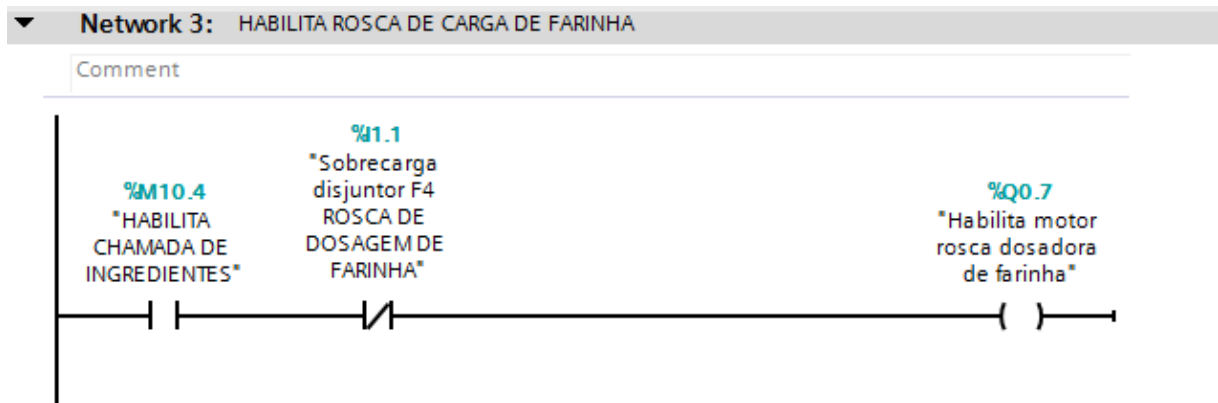 Network 3: HABILITA ROSCA DE CARGA DE FARINHA
Comment
%I1.1
"Sobrecarga
disjuntor F4
ROSCA DE
DOSAGEM DE
FARINHA"
%M10.4
"HABILITA
CHAMADA DE
INGREDIENTES"
%Q0.7
"Habilita motor
rosca dosadora
de farinha"